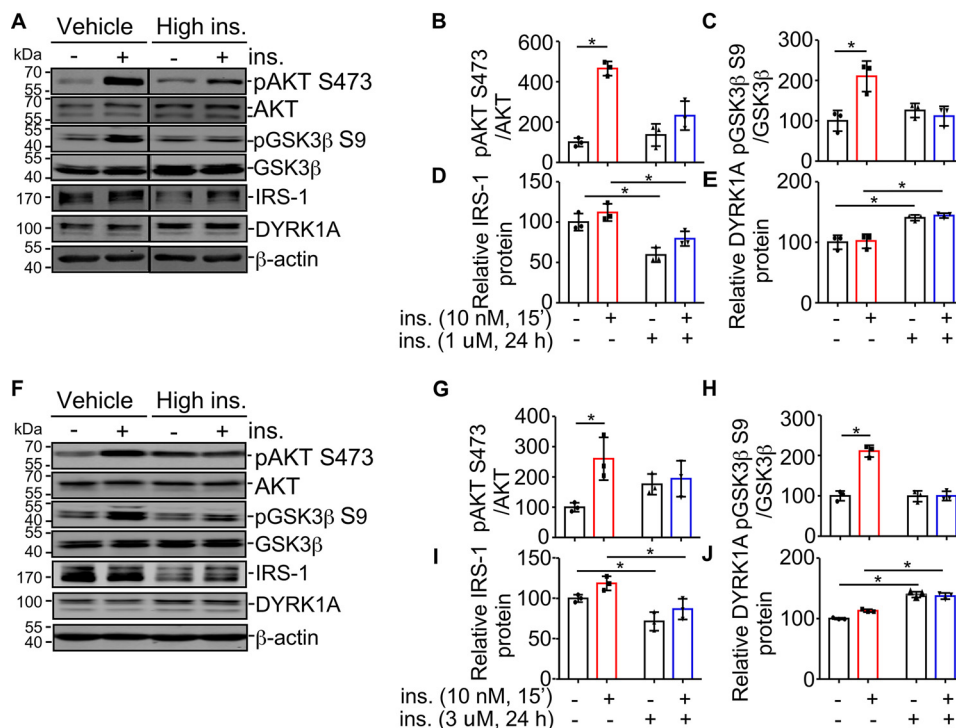 A
Vehicle High ins.
kDa - + - + ins.
70
55
pAKT S473
70
55
AKT
55
40
pGSK3β S9
55
40
GSK3β
170
IRS-1
100
DYRK1A
55
40
β-actin
B
pAKT S473
/AKT
600
400
200
0
*
C
pGSK3β S9
/GSK3β
300
200
100
0
*
D
Relative IRS-1
protein
150
100
50
0
*
*
E
Relative DYRK1A
protein
200
150
100
0
*
*
ins. (10 nM, 15') - + - +
ins. (1 uM, 24 h) - - + +
- + - +
- - + +
F
Vehicle High ins.
kDa - + - + ins.
70
55
pAKT S473
70
55
AKT
55
40
pGSK3β S9
55
40
GSK3β
170
IRS-1
100
DYRK1A
55
40
β-actin
G
pAKT S473
/AKT
400
300
200
100
0
*
H
pGSK3β S9
/GSK3β
300
200
100
0
*
I
Relative IRS-1
protein
150
100
50
0
*
*
J
Relative DYRK1A
protein
200
150
100
0
*
*
ins. (10 nM, 15') - + - +
ins. (3 uM, 24 h) - - + +
- + - +
- - + +